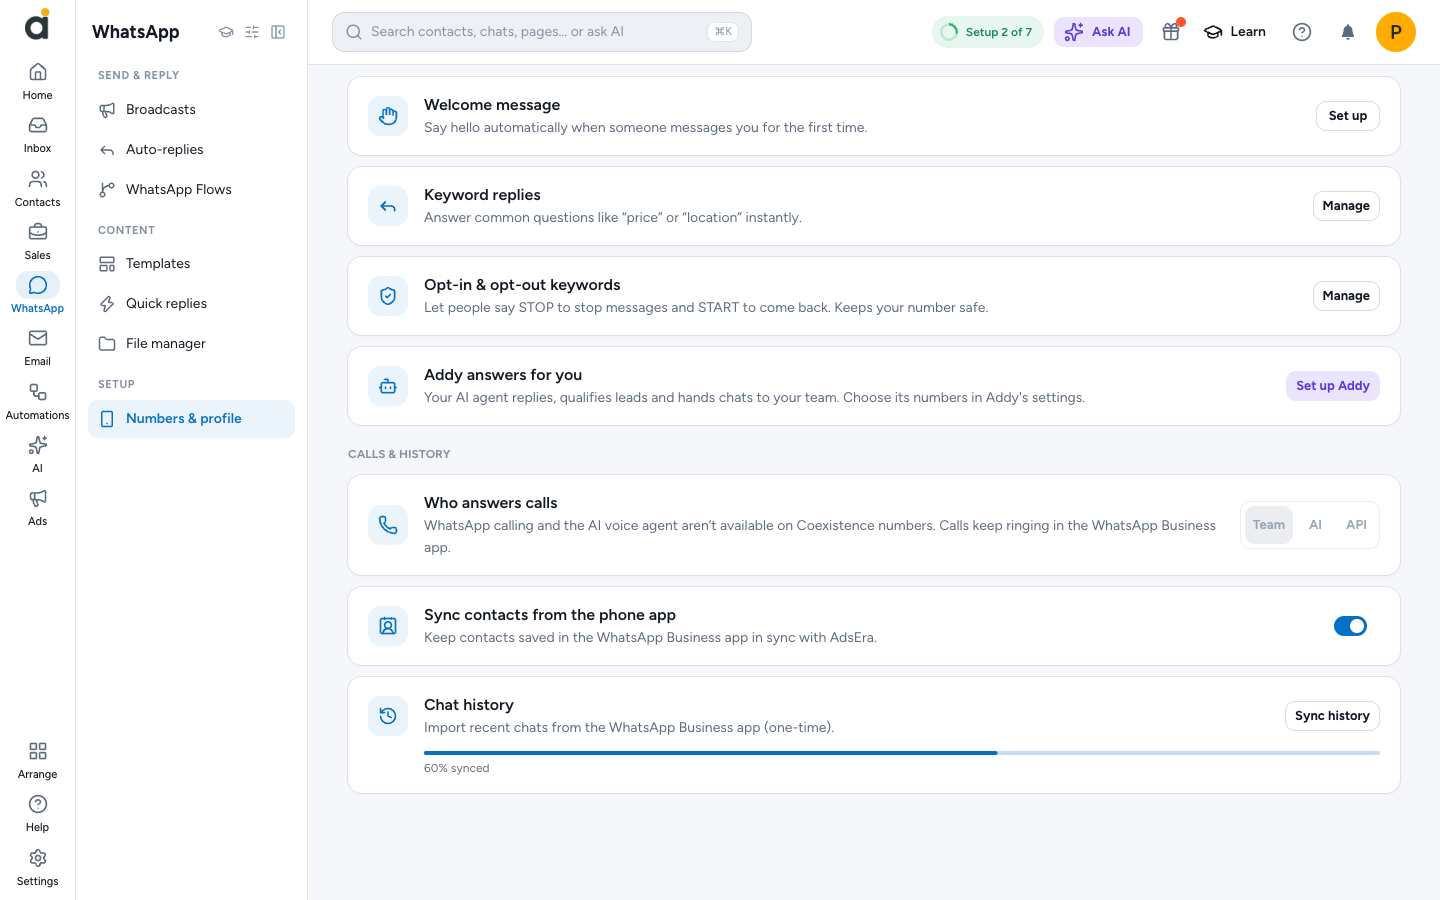 WhatsApp
Search contacts, chats, pages... or ask AI
⌘K
Setup 2 of 7
Ask AI
Learn
P
Home
Inbox
Contacts
Sales
WhatsApp
Email
Automations
AI
Ads
Arrange
Help
Settings
SEND & REPLY
Broadcasts
Auto-replies
WhatsApp Flows
CONTENT
Templates
Quick replies
File manager
SETUP
Numbers & profile
Welcome message
Say hello automatically when someone messages you for the first time.
Set up
Keyword replies
Answer common questions like “price” or “location” instantly.
Manage
Opt-in & opt-out keywords
Let people say STOP to stop messages and START to come back. Keeps your number safe.
Manage
Addy answers for you
Your AI agent replies, qualifies leads and hands chats to your team. Choose its numbers in Addy's settings.
Set up Addy
CALLS & HISTORY
Who answers calls
WhatsApp calling and the AI voice agent aren’t available on Coexistence numbers. Calls keep ringing in the WhatsApp Business
app.
Team AI API
Sync contacts from the phone app
Keep contacts saved in the WhatsApp Business app in sync with AdsEra.
Chat history
Import recent chats from the WhatsApp Business app (one-time).
Sync history
60% synced